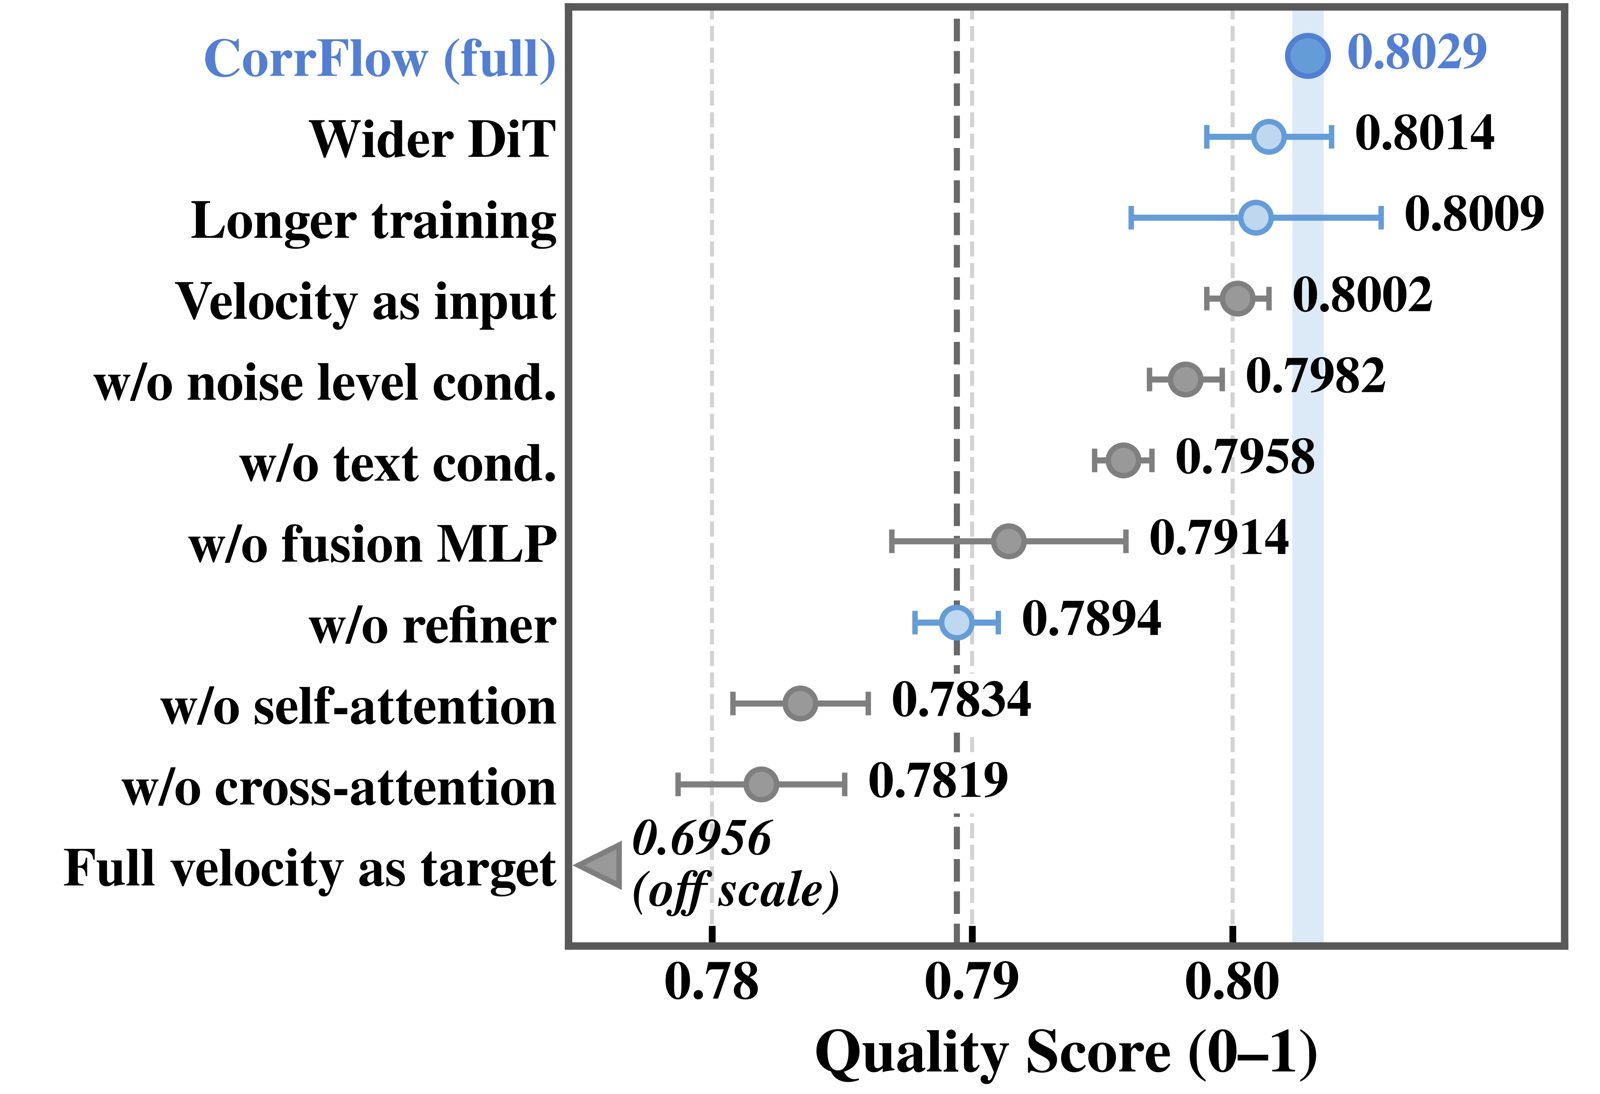 CorrFlow (full) 0.8029
Wider DiT 0.8014
Longer training 0.8009
Velocity as input 0.8002
w/o noise level cond. 0.7982
w/o text cond. 0.7958
w/o fusion MLP 0.7914
w/o refiner 0.7894
w/o self-attention 0.7834
w/o cross-attention 0.7819
Full velocity as target 0.6956
(off scale)
0.78 0.79 0.80
Quality Score (0–1)